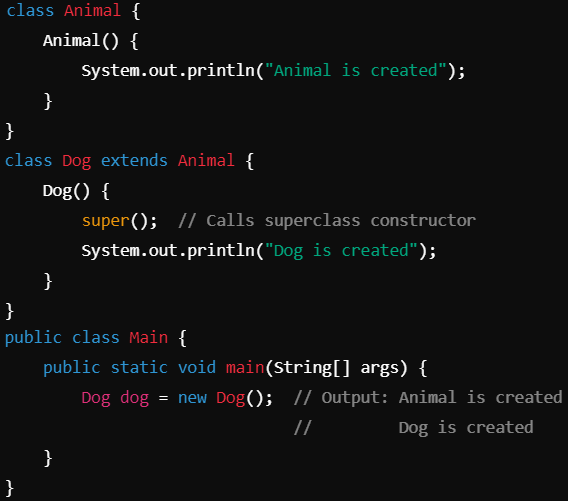 class Animal {
    Animal() {
        System.out.println("Animal is created");
    }
}
class Dog extends Animal {
    Dog() {
        super();  // Calls superclass constructor
        System.out.println("Dog is created");
    }
}
public class Main {
    public static void main(String[] args) {
        Dog dog = new Dog();  // Output: Animal is created
                              //         Dog is created
    }
}